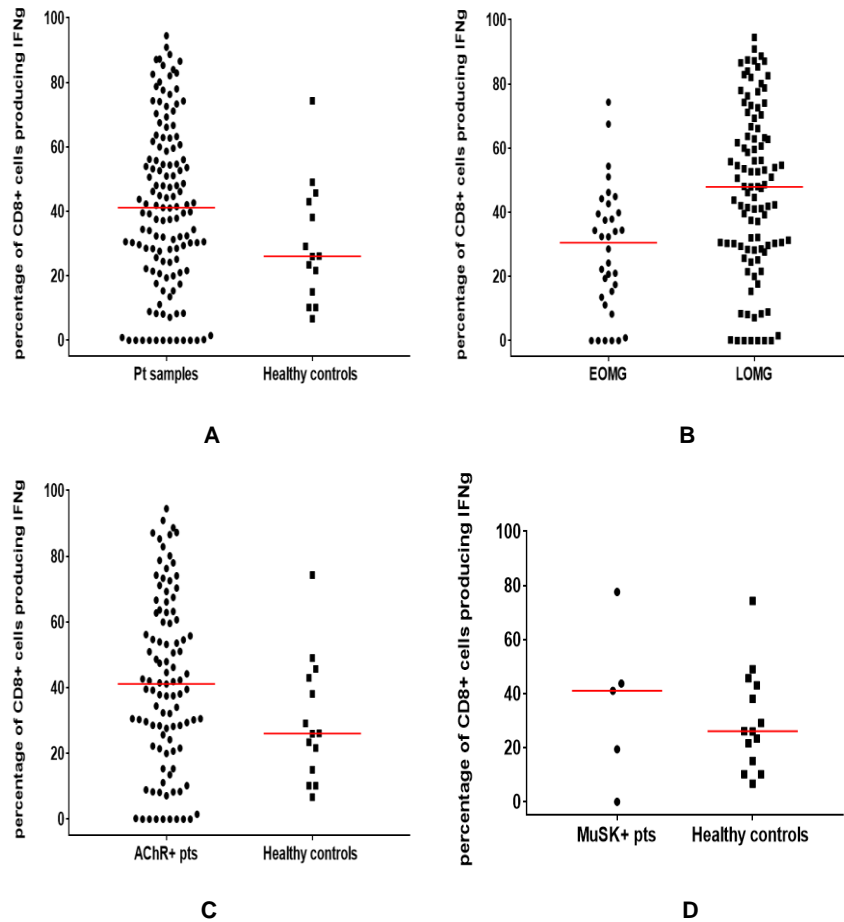 percentage of CD8+ cells producing IFNg
100
80
60
40
20
0
Pt samples
Healthy controls
A
percentage of CD8+ cells producing IFNg
100
80
60
40
20
0
EOMG
LOMG
B
percentage of CD8+ cells producing IFNg
100
80
60
40
20
0
AChR+ pts
Healthy controls
C
percentage of CD8+ cells producing IFNg
100
80
60
40
20
0
MuSK+ pts
Healthy controls
D